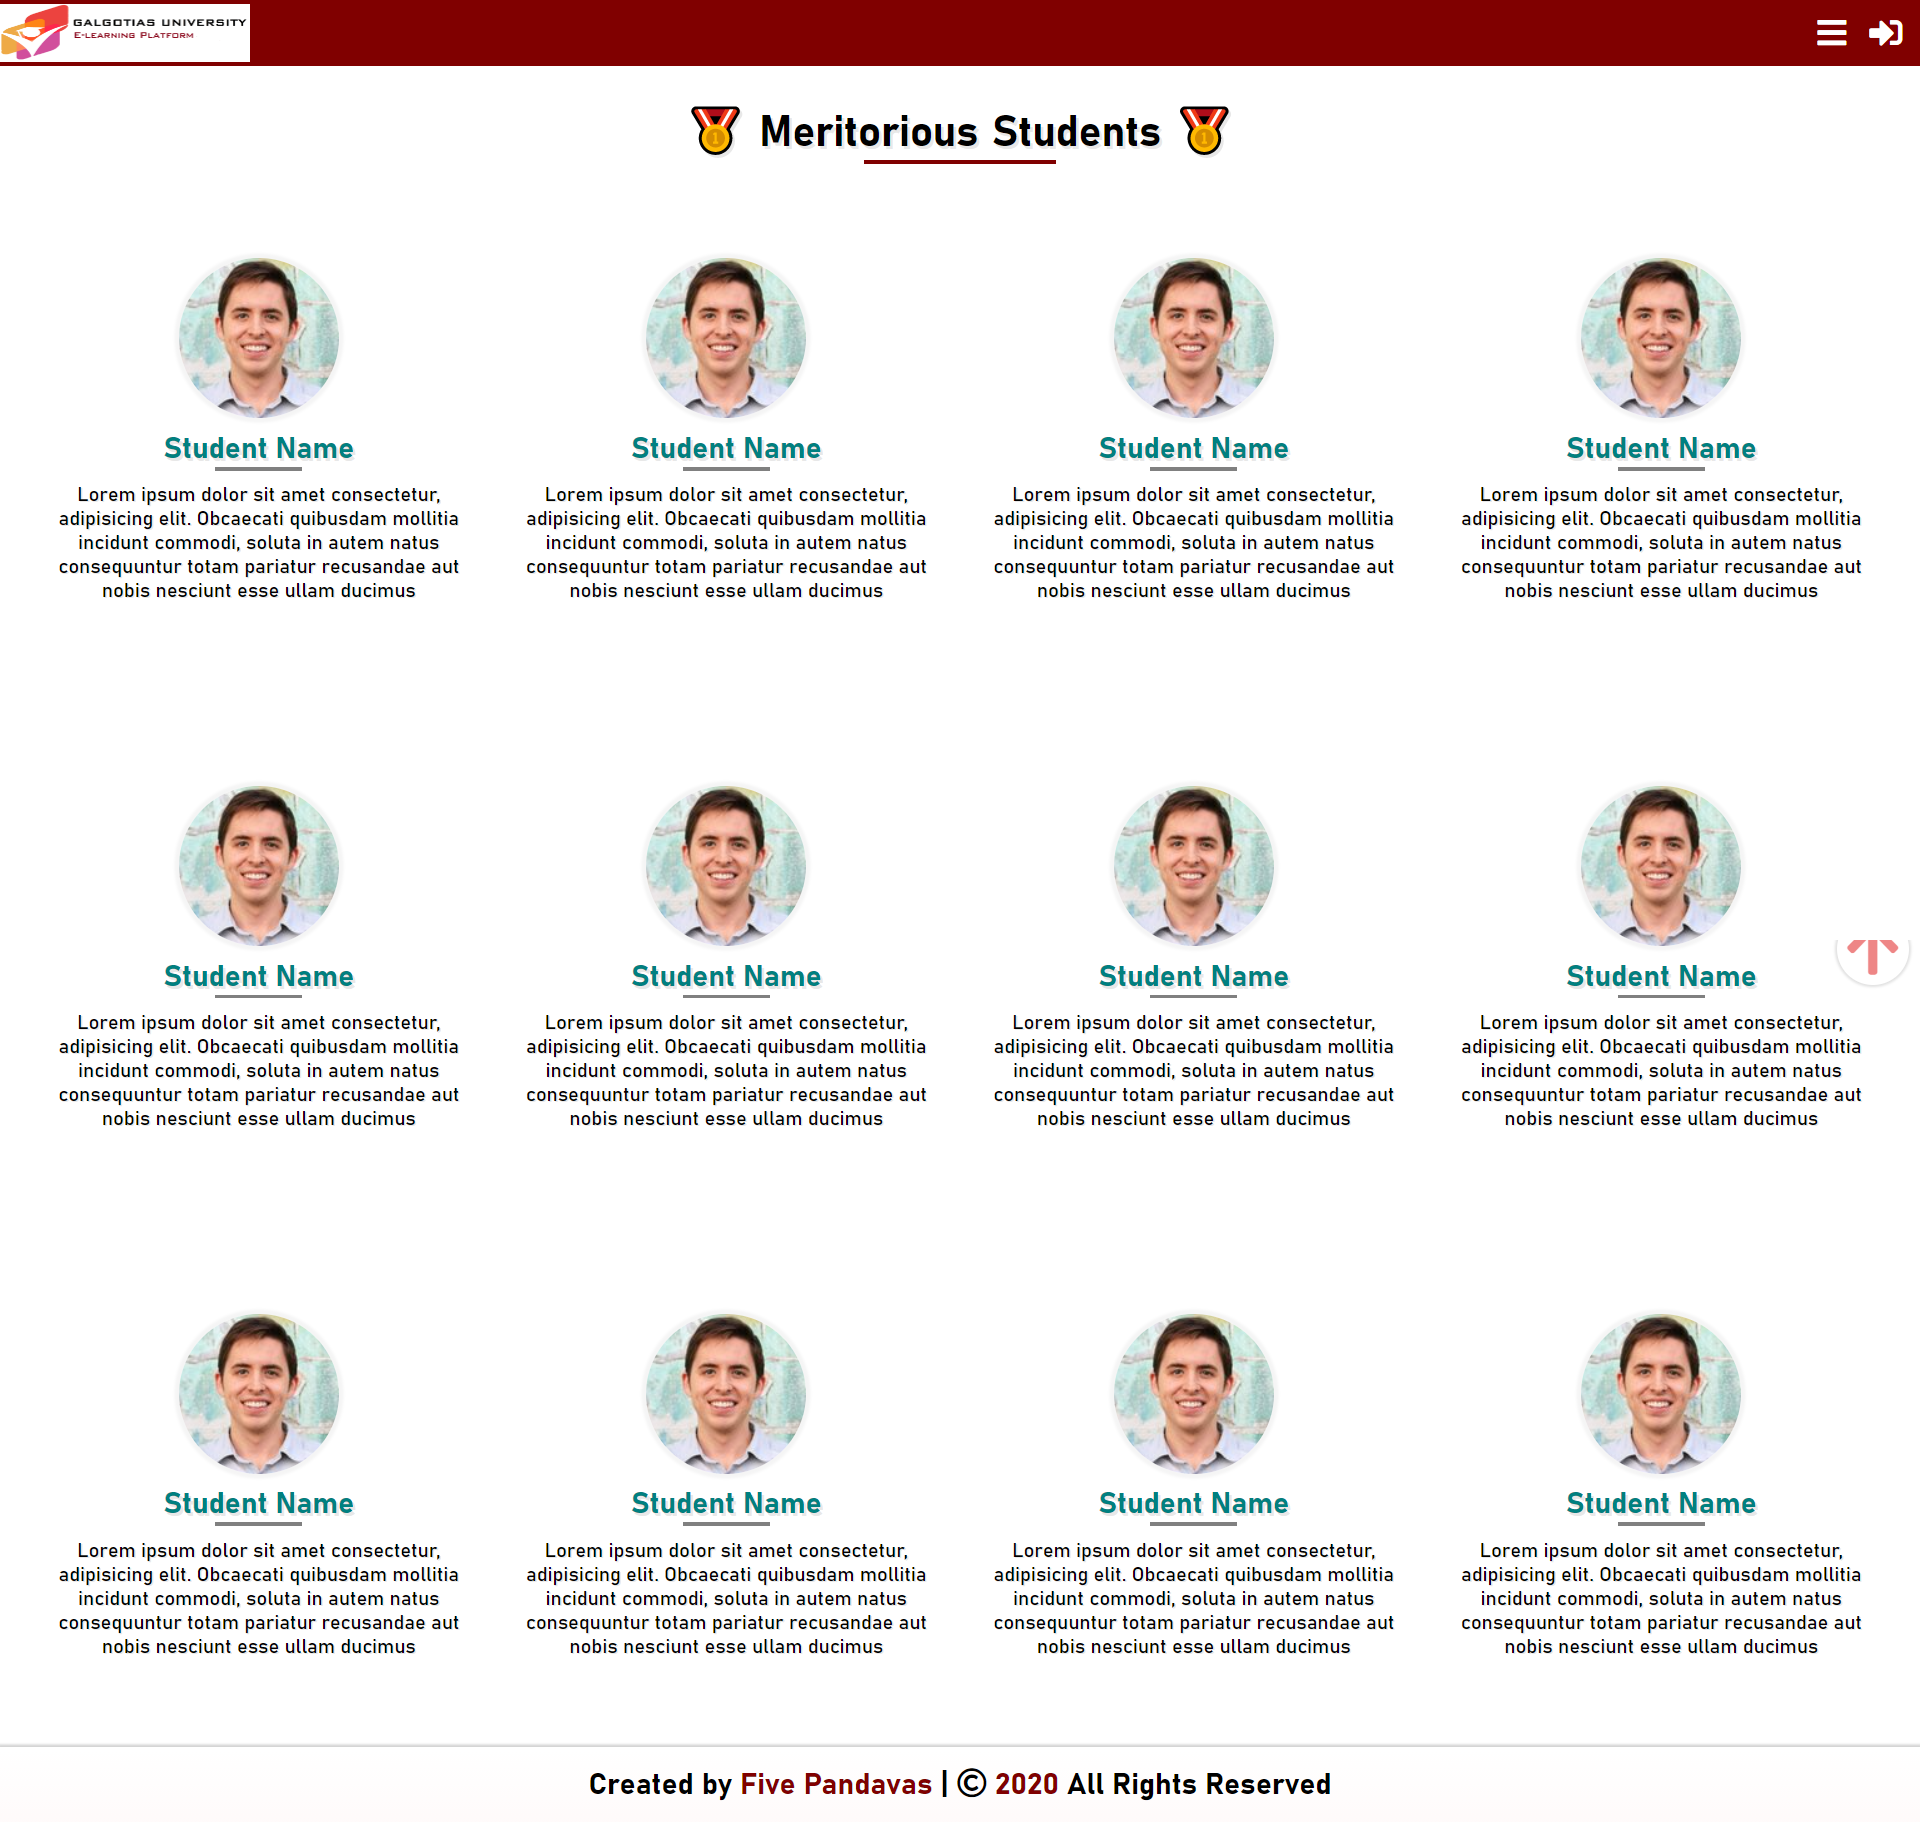 GALGOTIAS UNIVERSITY
E-LEARNING PLATFORM
Meritorious Students
Student Name
Lorem ipsum dolor sit amet consectetur,
adipisicing elit. Obcaecati quibusdam mollitia
incidunt commodi, soluta in autem natus
consequuntur totam pariatur recusandae aut
nobis nesciunt esse ullam ducimus
Student Name
Lorem ipsum dolor sit amet consectetur,
adipisicing elit. Obcaecati quibusdam mollitia
incidunt commodi, soluta in autem natus
consequuntur totam pariatur recusandae aut
nobis nesciunt esse ullam ducimus
Student Name
Lorem ipsum dolor sit amet consectetur,
adipisicing elit. Obcaecati quibusdam mollitia
incidunt commodi, soluta in autem natus
consequuntur totam pariatur recusandae aut
nobis nesciunt esse ullam ducimus
Student Name
Lorem ipsum dolor sit amet consectetur,
adipisicing elit. Obcaecati quibusdam mollitia
incidunt commodi, soluta in autem natus
consequuntur totam pariatur recusandae aut
nobis nesciunt esse ullam ducimus
Student Name
Lorem ipsum dolor sit amet consectetur,
adipisicing elit. Obcaecati quibusdam mollitia
incidunt commodi, soluta in autem natus
consequuntur totam pariatur recusandae aut
nobis nesciunt esse ullam ducimus
Student Name
Lorem ipsum dolor sit amet consectetur,
adipisicing elit. Obcaecati quibusdam mollitia
incidunt commodi, soluta in autem natus
consequuntur totam pariatur recusandae aut
nobis nesciunt esse ullam ducimus
Student Name
Lorem ipsum dolor sit amet consectetur,
adipisicing elit. Obcaecati quibusdam mollitia
incidunt commodi, soluta in autem natus
consequuntur totam pariatur recusandae aut
nobis nesciunt esse ullam ducimus
Student Name
Lorem ipsum dolor sit amet consectetur,
adipisicing elit. Obcaecati quibusdam mollitia
incidunt commodi, soluta in autem natus
consequuntur totam pariatur recusandae aut
nobis nesciunt esse ullam ducimus
Student Name
Lorem ipsum dolor sit amet consectetur,
adipisicing elit. Obcaecati quibusdam mollitia
incidunt commodi, soluta in autem natus
consequuntur totam pariatur recusandae aut
nobis nesciunt esse ullam ducimus
Student Name
Lorem ipsum dolor sit amet consectetur,
adipisicing elit. Obcaecati quibusdam mollitia
incidunt commodi, soluta in autem natus
consequuntur totam pariatur recusandae aut
nobis nesciunt esse ullam ducimus
Student Name
Lorem ipsum dolor sit amet consectetur,
adipisicing elit. Obcaecati quibusdam mollitia
incidunt commodi, soluta in autem natus
consequuntur totam pariatur recusandae aut
nobis nesciunt esse ullam ducimus
Student Name
Lorem ipsum dolor sit amet consectetur,
adipisicing elit. Obcaecati quibusdam mollitia
incidunt commodi, soluta in autem natus
consequuntur totam pariatur recusandae aut
nobis nesciunt esse ullam ducimus
Created by Five Pandavas | © 2020 All Rights Reserved